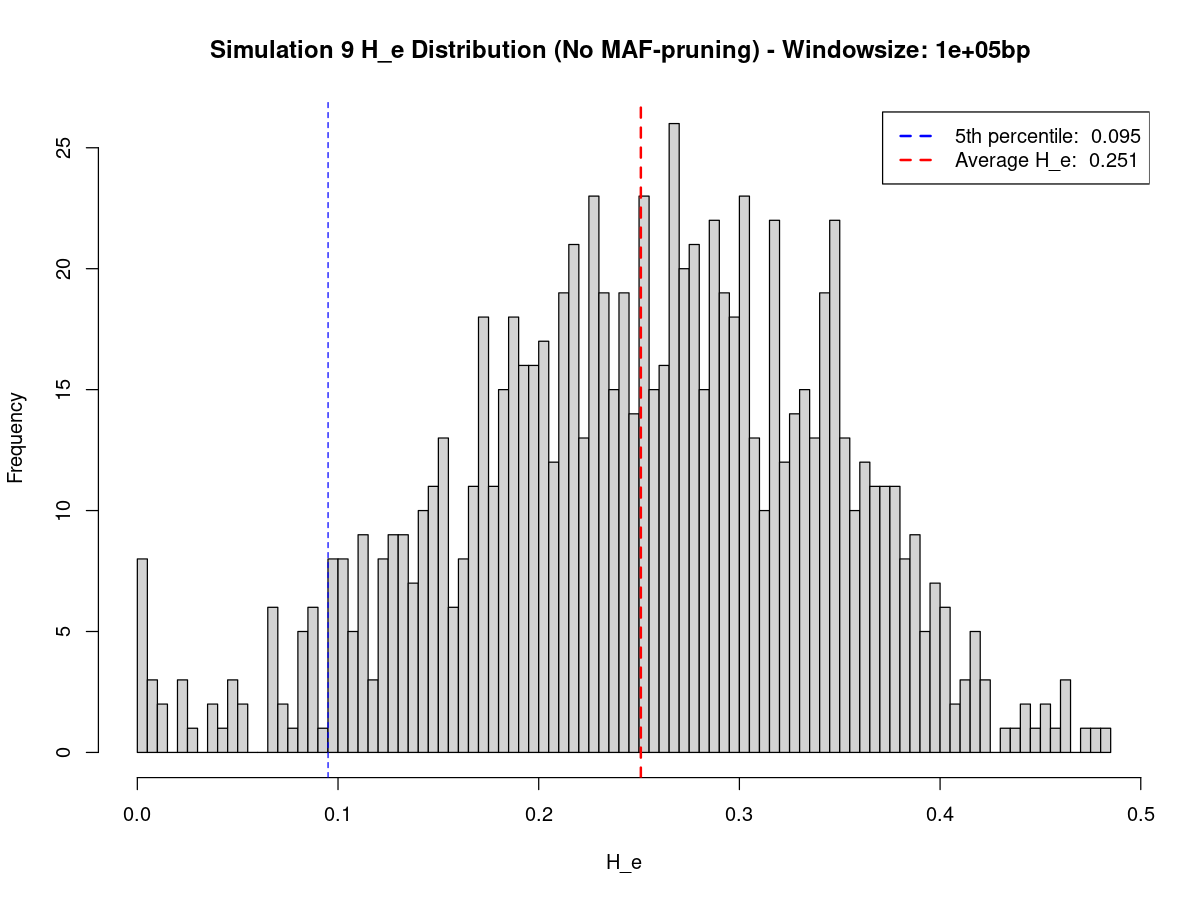 Simulation 9 H_e Distribution (No MAF-pruning) - Windowsize: 1e+05bp
5th percentile:  0.095
Average H_e:  0.251
Frequency
25
20
15
10
5
0
0.0 0.1 0.2 0.3 0.4 0.5
H_e